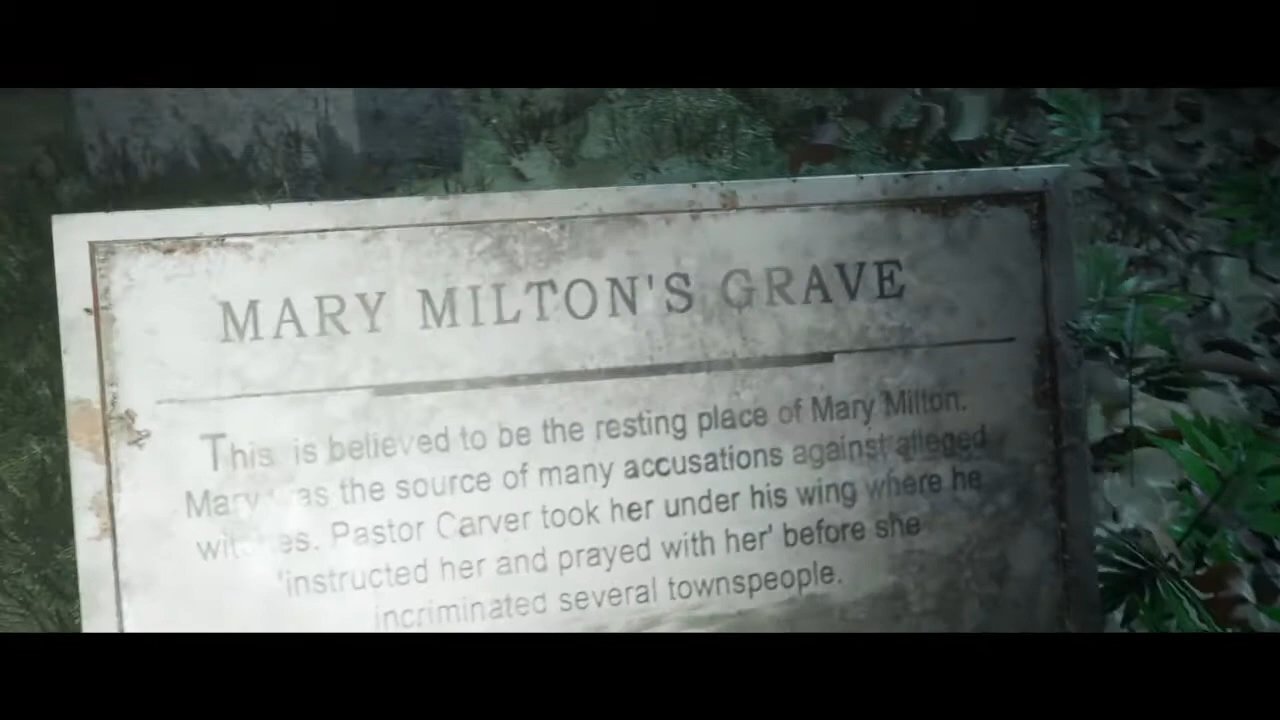 MARY MILTON'S GRAVE
This is believed to be the resting place of Mary Milton.
Mary was the source of many accusations against alleged
witches. Pastor Carver took her under his wing where he
'instructed her and prayed with her' before she
incriminated several townspeople.